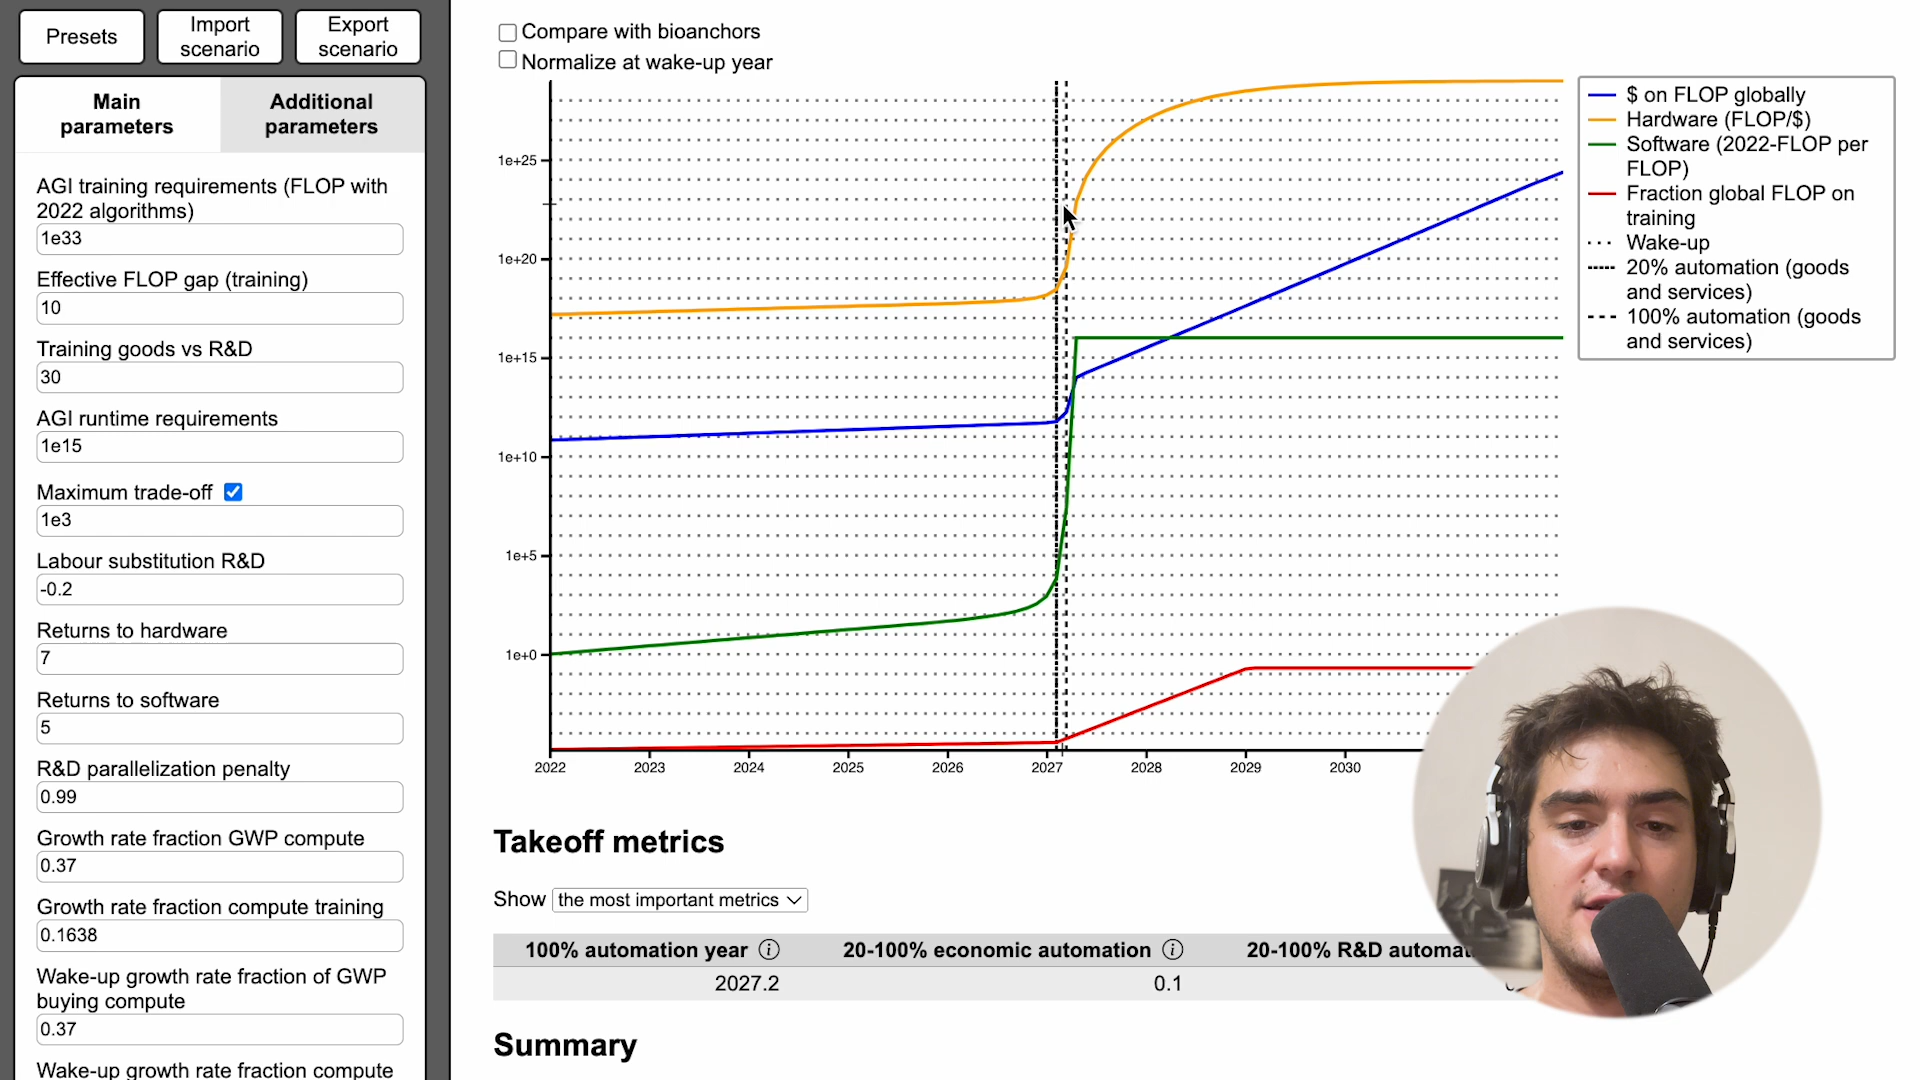 Presets
Import
scenario
Export
scenario
Main
parameters
Additional
parameters
AGI training requirements (FLOP with
2022 algorithms)
1e33
Effective FLOP gap (training)
10
Training goods vs R&D
30
AGI runtime requirements
1e15
Maximum trade-off
1e3
Labour substitution R&D
-0.2
Returns to hardware
7
Returns to software
5
R&D parallelization penalty
0.99
Growth rate fraction GWP compute
0.37
Growth rate fraction compute training
0.1638
Wake-up growth rate fraction of GWP
buying compute
0.37
Wake-up growth rate fraction compute
Compare with bioanchors
Normalize at wake-up year
1e+25
1e+20
1e+15
1e+10
1e+5
1e+0
2022
2023
2024
2025
2026
2027
2028
2029
2030
$ on FLOP globally
Hardware (FLOP/$)
Software (2022-FLOP per
FLOP)
Fraction global FLOP on
training
Wake-up
20% automation (goods
and services)
100% automation (goods
and services)
Takeoff metrics
Show the most important metrics
100% automation year
20-100% economic automation
20-100% R&D
2027.2
0.1
Summary